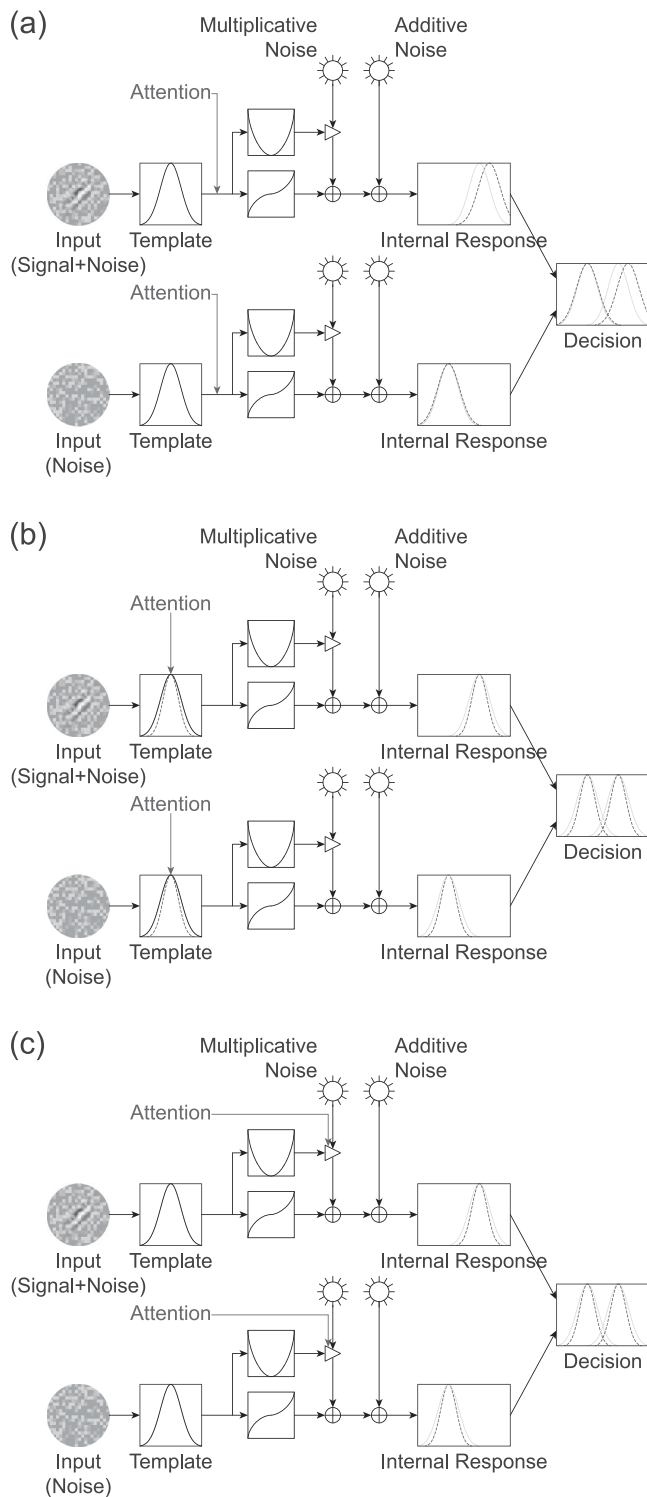 (a)
Multiplicative
Noise
Additive
Noise
Attention
Input
(Signal+Noise)
Template
Internal Response
Attention
Decision
Input
(Noise)
Template
Internal Response
(b)
Multiplicative
Noise
Additive
Noise
Attention
Input
(Signal+Noise)
Template
Internal Response
Attention
Decision
Input
(Noise)
Template
Internal Response
(c)
Multiplicative
Noise
Additive
Noise
Attention
Input
(Signal+Noise)
Template
Internal Response
Attention
Decision
Input
(Noise)
Template
Internal Response